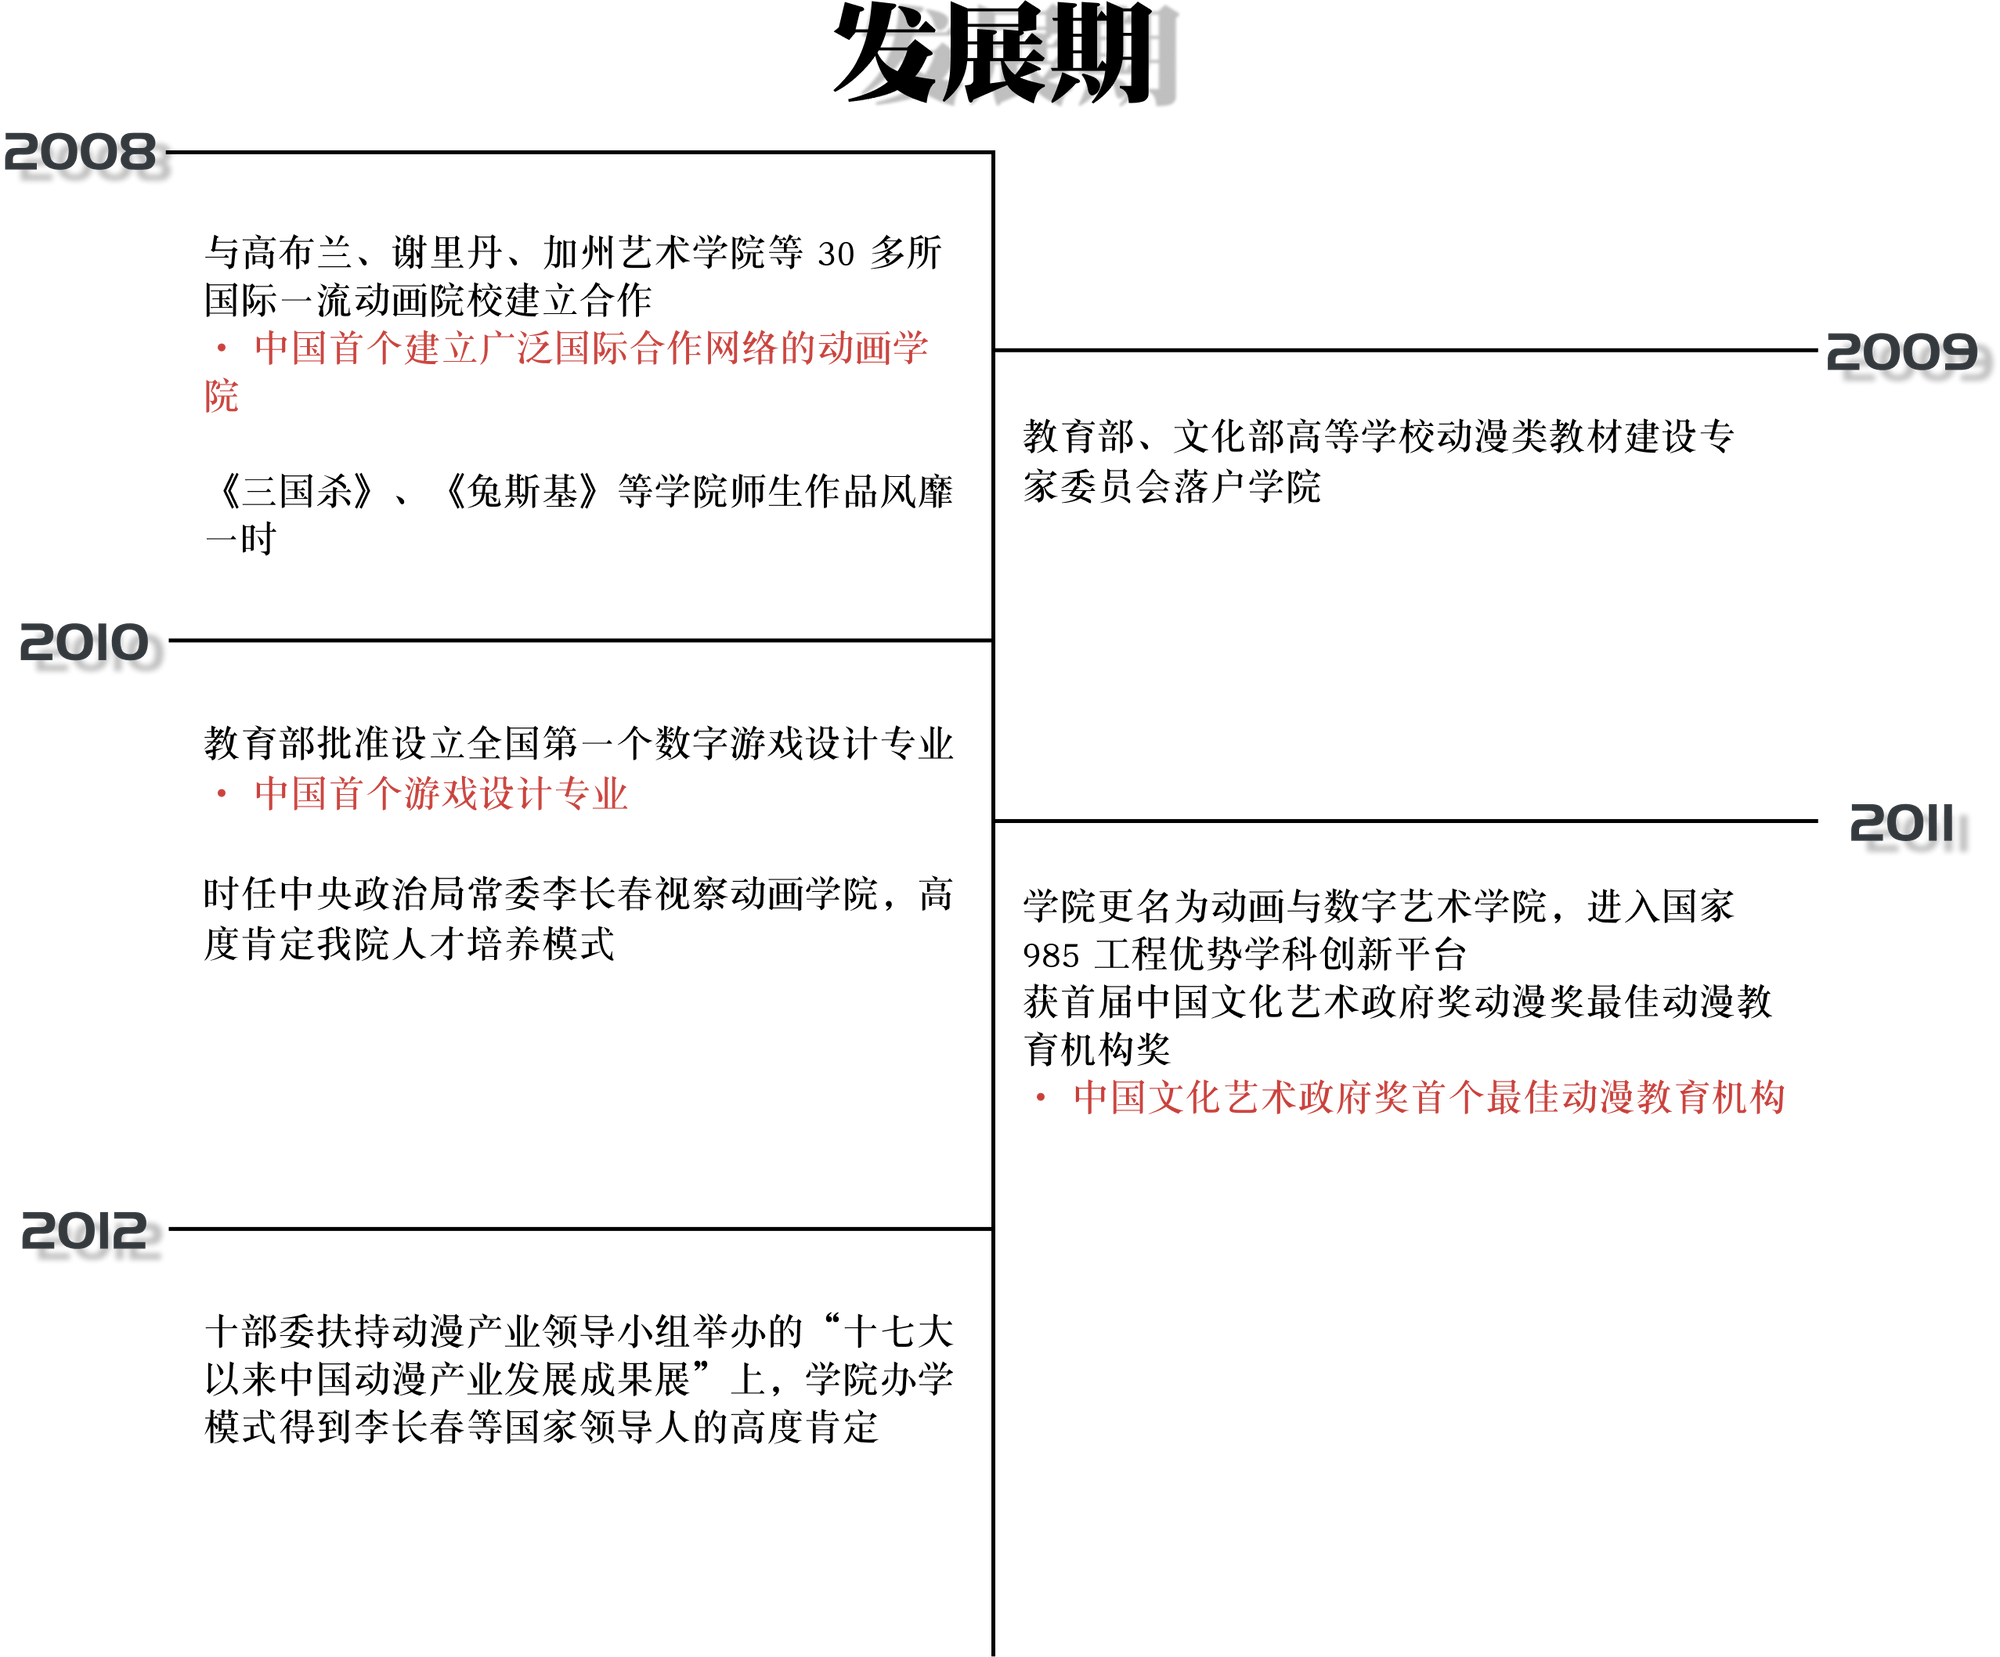 发展期
2008
与高布兰、谢里丹、加州艺术学院等 30 多所
国际一流动画院校建立合作
• 中国首个建立广泛国际合作网络的动画学
院
《三国杀》、《兔斯基》等学院师生作品风靡
一时
2009
教育部、文化部高等学校动漫类教材建设专
家委员会落户学院
2010
教育部批准设立全国第一个数字游戏设计专业
• 中国首个游戏设计专业
时任中央政治局常委李长春视察动画学院，高
度肯定我院人才培养模式
2011
学院更名为动画与数字艺术学院，进入国家
985 工程优势学科创新平台
获首届中国文化艺术政府奖动漫奖最佳动漫教
育机构奖
• 中国文化艺术政府奖首个最佳动漫教育机构
2012
十部委扶持动漫产业领导小组举办的“十七大
以来中国动漫产业发展成果展”上，学院办学
模式得到李长春等国家领导人的高度肯定